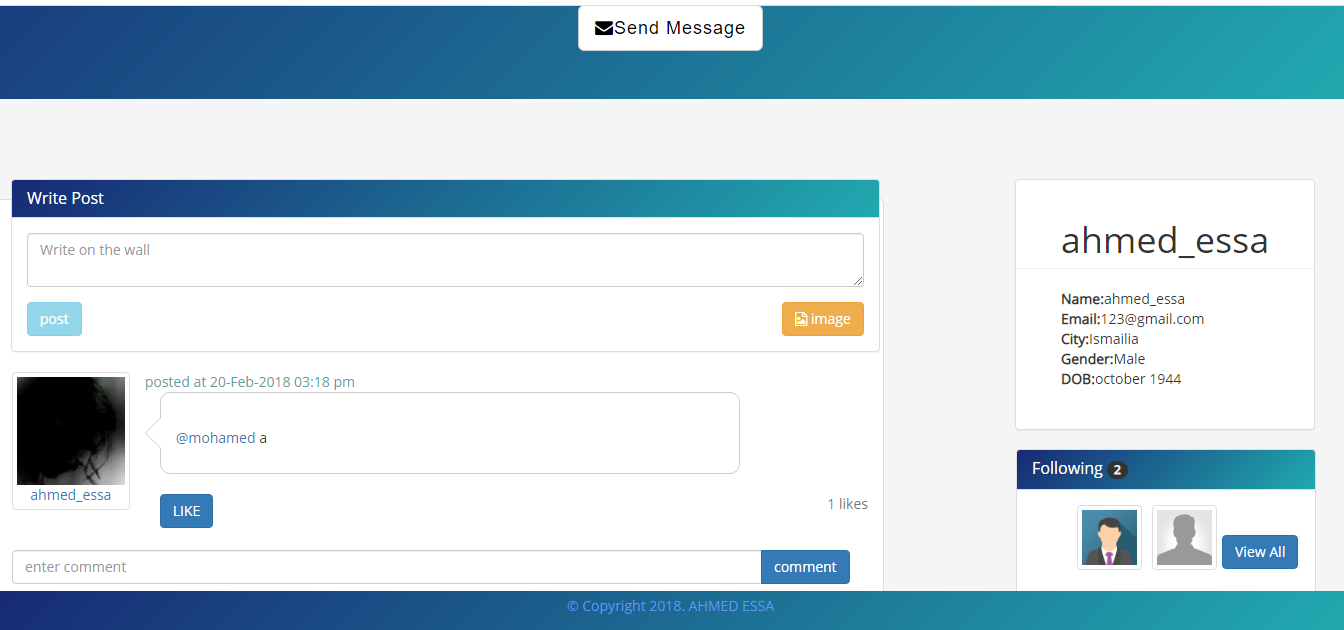 Send Message
Write Post
Write on the wall
post
image
posted at 20-Feb-2018 03:18 pm
@mohamed a
ahmed_essa
LIKE
1 likes
enter comment
comment
ahmed_essa
Name:ahmed_essa
Email:123@gmail.com
City:Ismailia
Gender:Male
DOB:october 1944
Following 2
View All
© Copyright 2018. AHMED ESSA